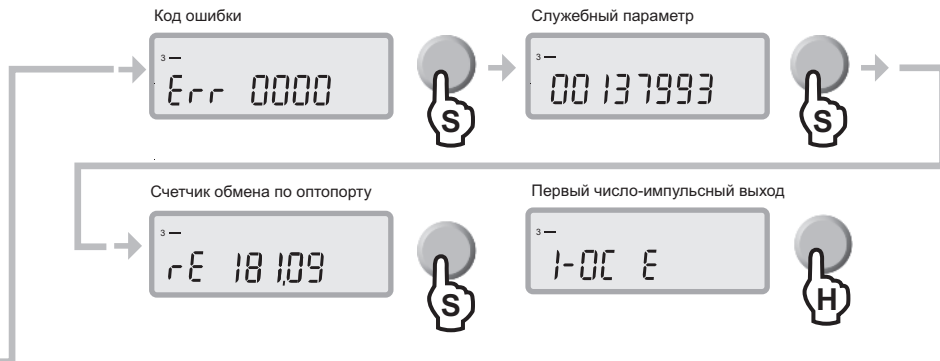 Код ошибки
3
Err 0000
S
Служебный параметр
3
00137993
S
Счетчик обмена по оптопорту
3
rE 181,09
S
Первый число-импульсный выход
3
1-0C E
H